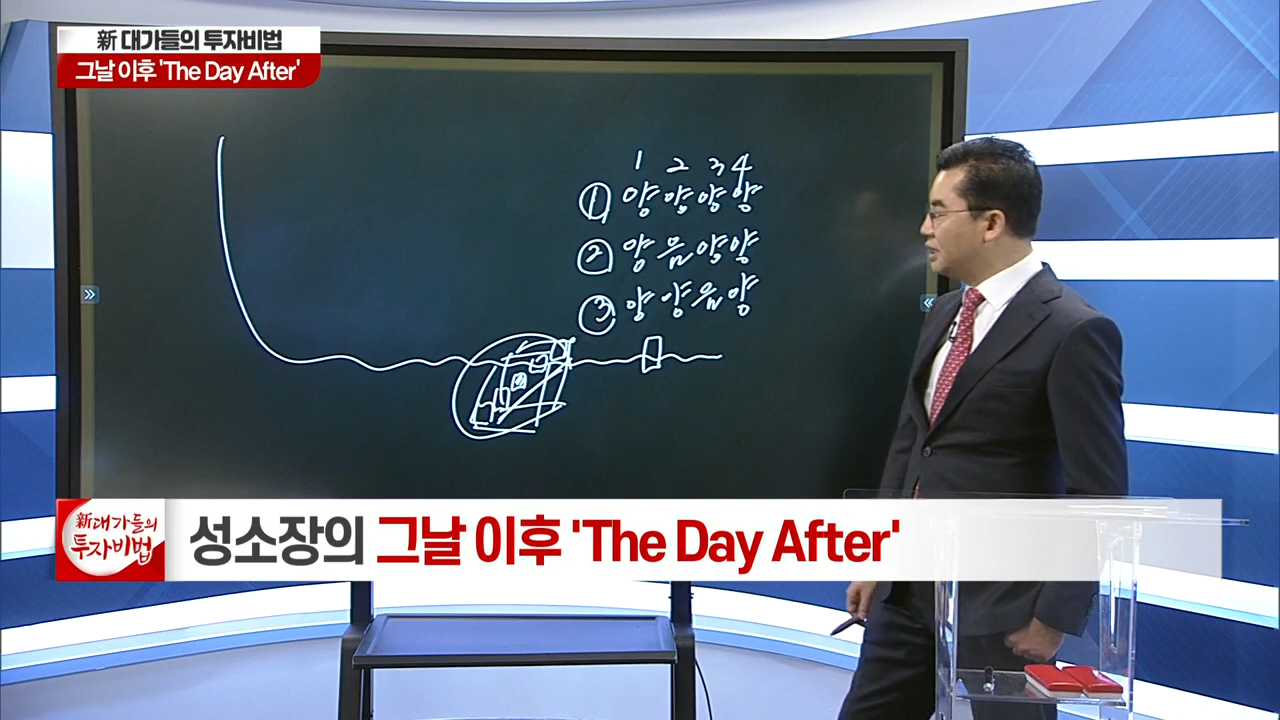 新 대가들의 투자비법
그날 이후 'The Day After'
1 2 3 4
① 양 양 양 양
② 양 음 양 양
③ 양 양 음 양
新 대가들의
투자비법
성소장의 그날 이후 'The Day After'